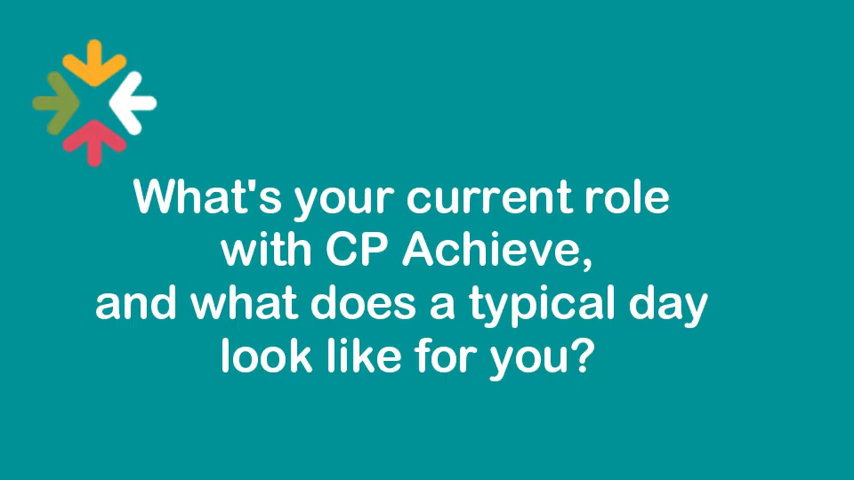 What's your current role
with CP Achieve,
and what does a typical day
look like for you?